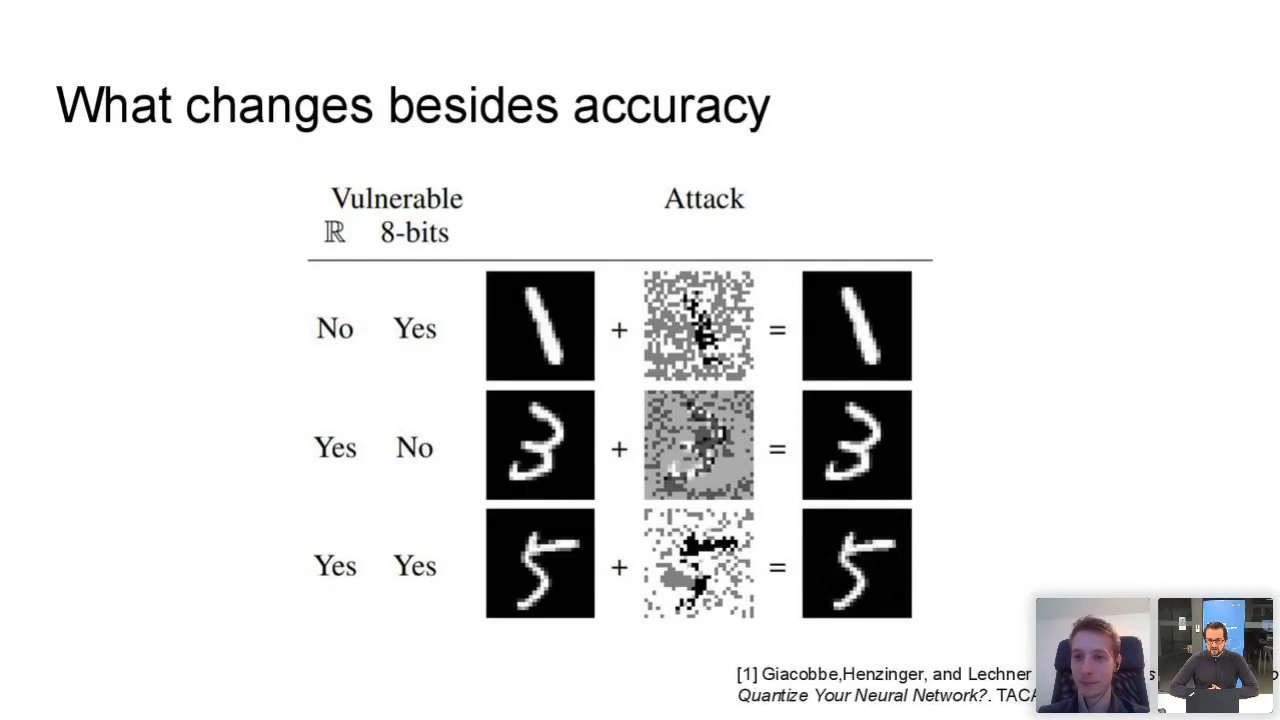 What changes besides accuracy
Vulnerable Attack
ℝ 8-bits
No Yes + =
Yes No + =
Yes Yes + =
[1] Giacobbe,Henzinger, and Lechner
Quantize Your Neural Network?. TACA